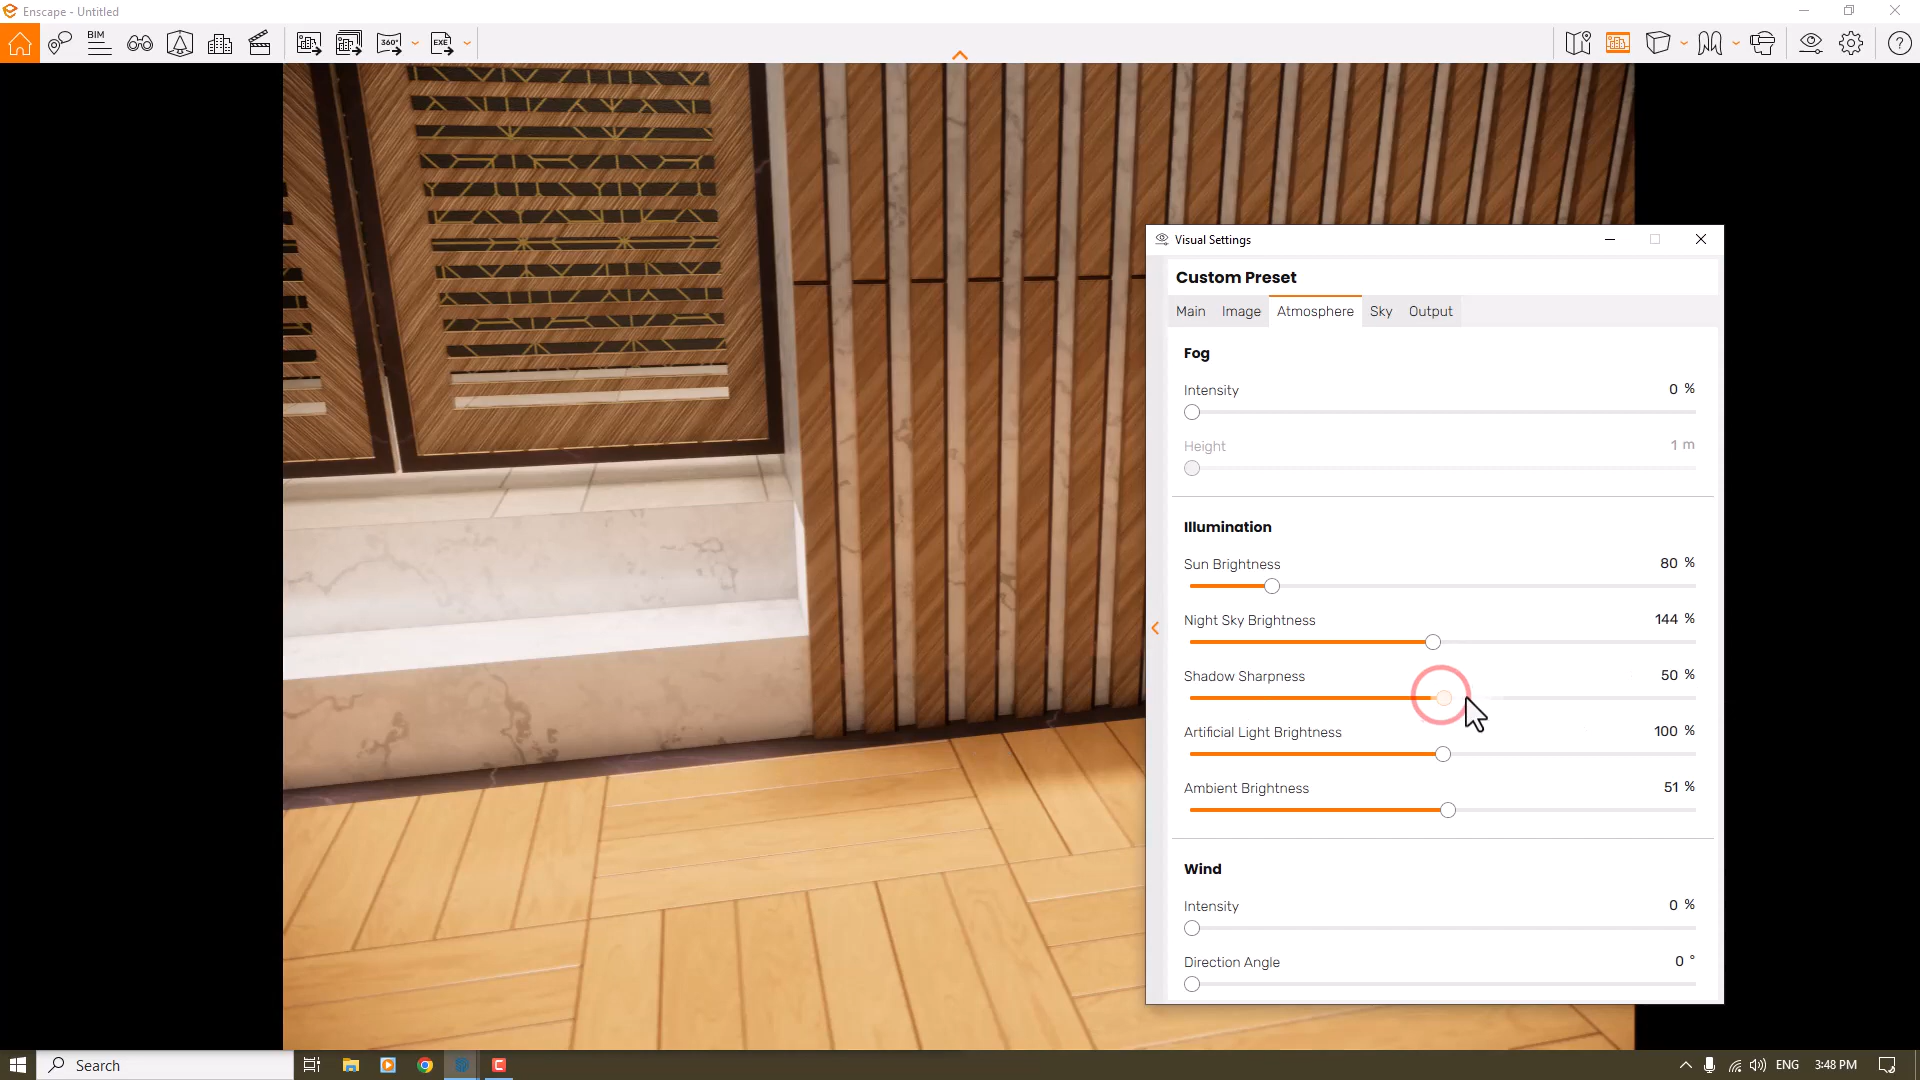 Enscape - Untitled
BIM
360°
EXE
Visual Settings
Custom Preset
Main Image Atmosphere Sky Output
Fog
Intensity 0 %
Height 1 m
Illumination
Sun Brightness 80 %
Night Sky Brightness 144 %
Shadow Sharpness 50 %
Artificial Light Brightness 100 %
Ambient Brightness 51 %
Wind
Intensity 0 %
Direction Angle 0 °
Search
ENG
3:48 PM